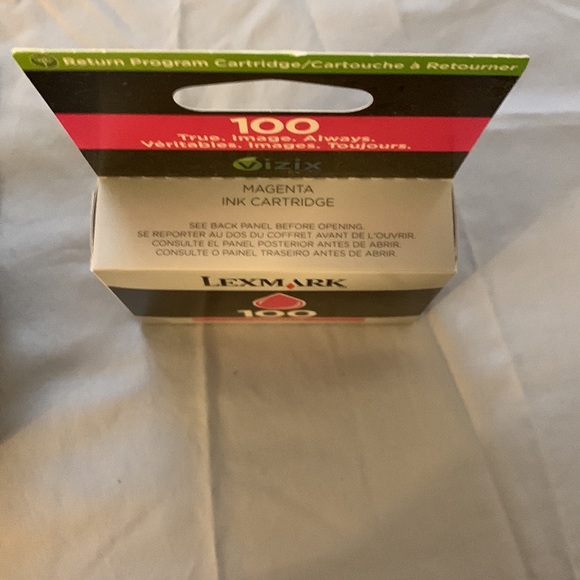 Return Program Cartridge/Cartouche à Retourner
100
True. Image. Always.
Véritables. Images. Toujours.
Vizix
MAGENTA
INK CARTRIDGE
SEE BACK PANEL BEFORE OPENING.
SE REPORTER AU DOS DU COFFRET AVANT DE L'OUVRIR.
CONSULTE EL PANEL POSTERIOR ANTES DE ABRIR.
CONSULTE O PAINEL TRASEIRO ANTES DE ABRIR.
LEXMARK
100